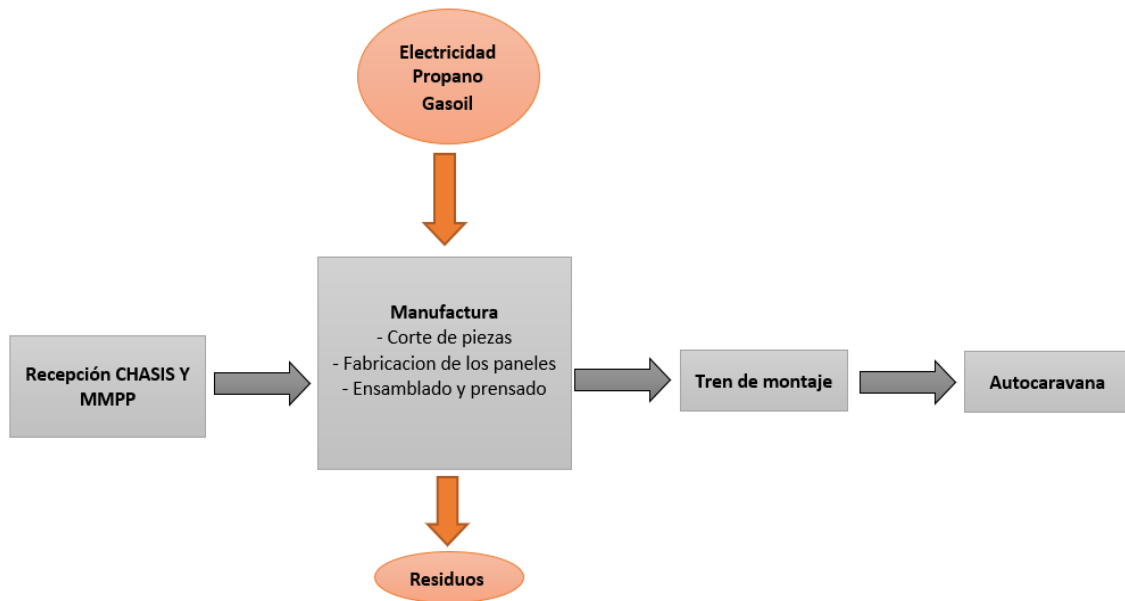 Electricidad
Propano
Gasoil
Manufactura
- Corte de piezas
- Fabricacion de los paneles
- Ensamblado y prensado
Recepción CHASIS Y
MMPP
Tren de montaje
Autocaravana
Residuos